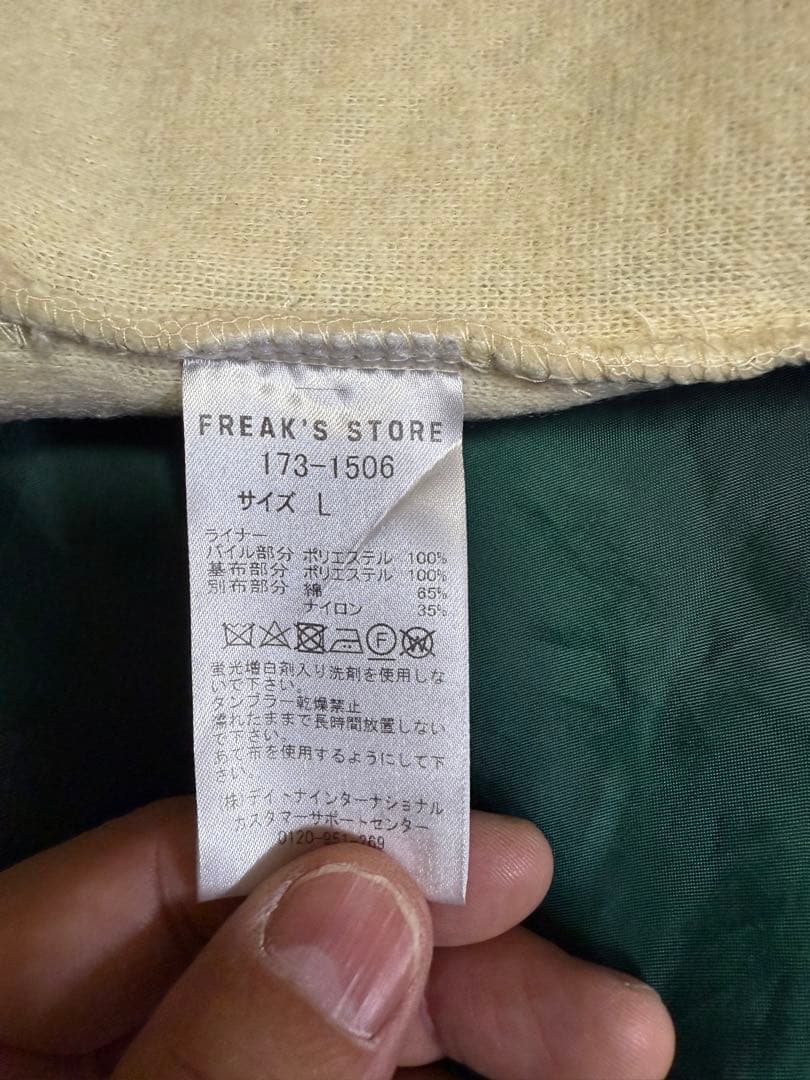 FREAK'S STORE
173-1506
サイズ L
ライナー
パイル部分 ポリエステル 100%
基布部分 ポリエステル 100%
別布部分 綿 65%
ナイロン 35%
F W
蛍光増白剤入り洗剤を使用しな
いで下さい。
タンブラー乾燥禁止
濡れたままで長時間放置しない
で下さい。
あて布を使用するようにして下
さい。
(株)デイトナインターナショナル
カスタマーサポートセンター